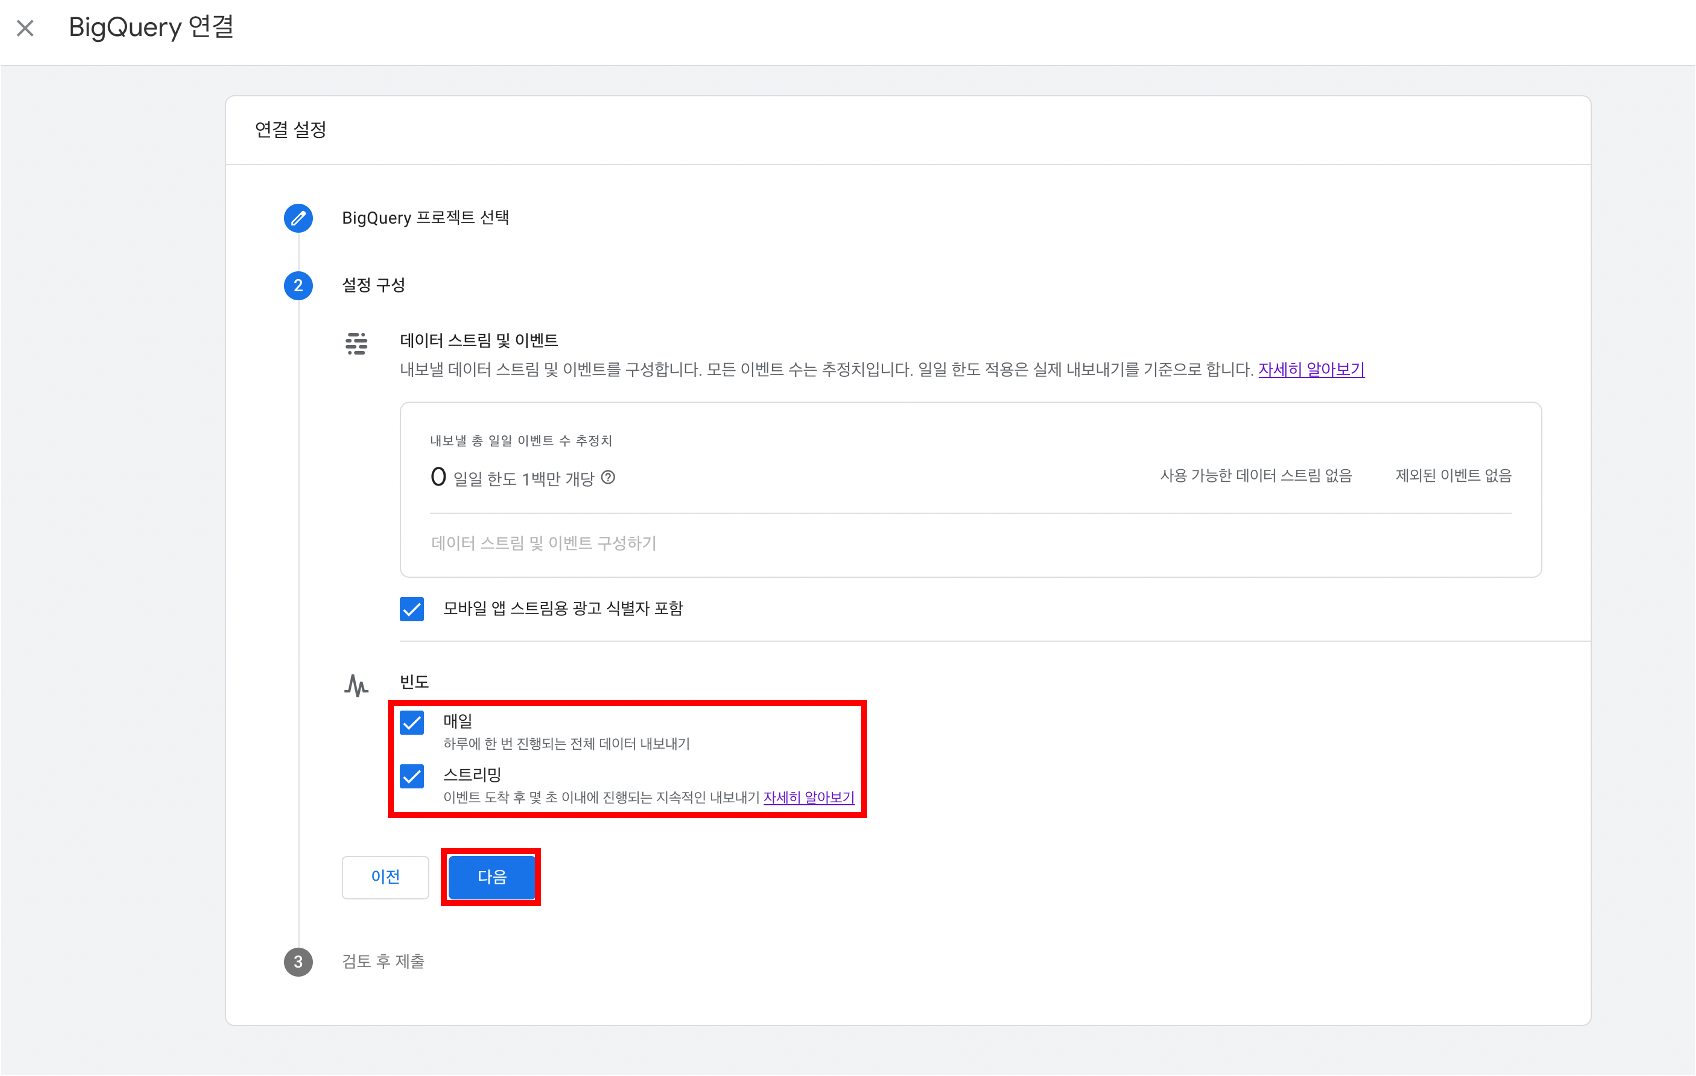 BigQuery 연결
연결 설정
BigQuery 프로젝트 선택
2 설정 구성
데이터 스트림 및 이벤트
내보낼 데이터 스트림 및 이벤트를 구성합니다. 모든 이벤트 수는 추정치입니다. 일일 한도 적용은 실제 내보내기를 기준으로 합니다. 자세히 알아보기
내보낼 총 일일 이벤트 수 추정치
0 일일 한도 1백만 개당 사용 가능한 데이터 스트림 없음 제외된 이벤트 없음
데이터 스트림 및 이벤트 구성하기
모바일 앱 스트림용 광고 식별자 포함
빈도
매일
하루에 한 번 진행되는 전체 데이터 내보내기
스트리밍
이벤트 도착 후 몇 초 이내에 진행되는 지속적인 내보내기 자세히 알아보기
이전 다음
3 검토 후 제출